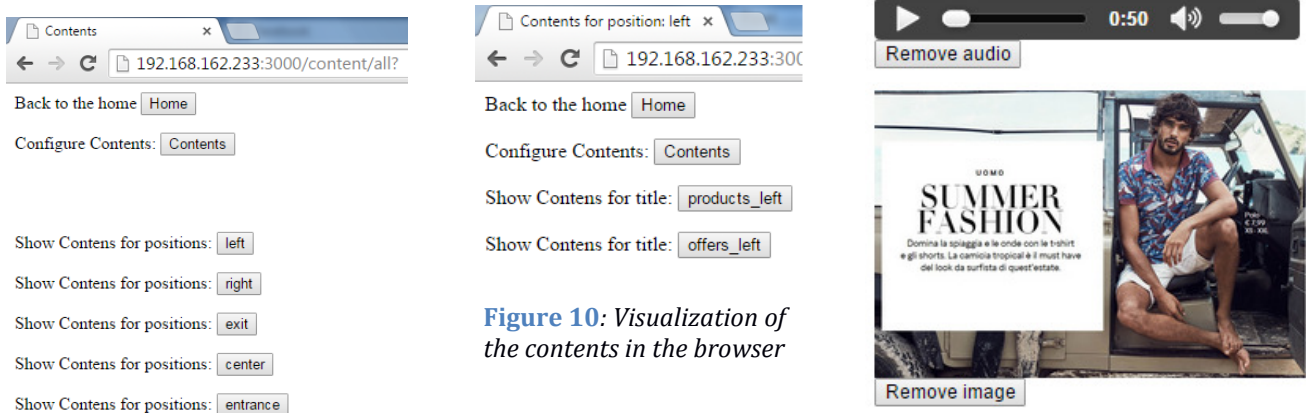 Contents
192.168.162.233:3000/content/all?
Back to the home Home
Configure Contents: Contents
Show Contens for positions: left
Show Contens for positions: right
Show Contens for positions: exit
Show Contens for positions: center
Show Contens for positions: entrance
Contents for position: left
192.168.162.233:300
Back to the home Home
Configure Contents: Contents
Show Contens for title: products_left
Show Contens for title: offers_left
Figure 10: Visualization of
the contents in the browser
0:50
Remove audio
UOMO
SUMMER
FASHION
Domina la spiaggia e le onde con le t-shirt
e gli shorts. La camicia tropical è il must have
del look da surfista di quest'estate.
Polo
€ 7,99
XS - XXL
Remove image